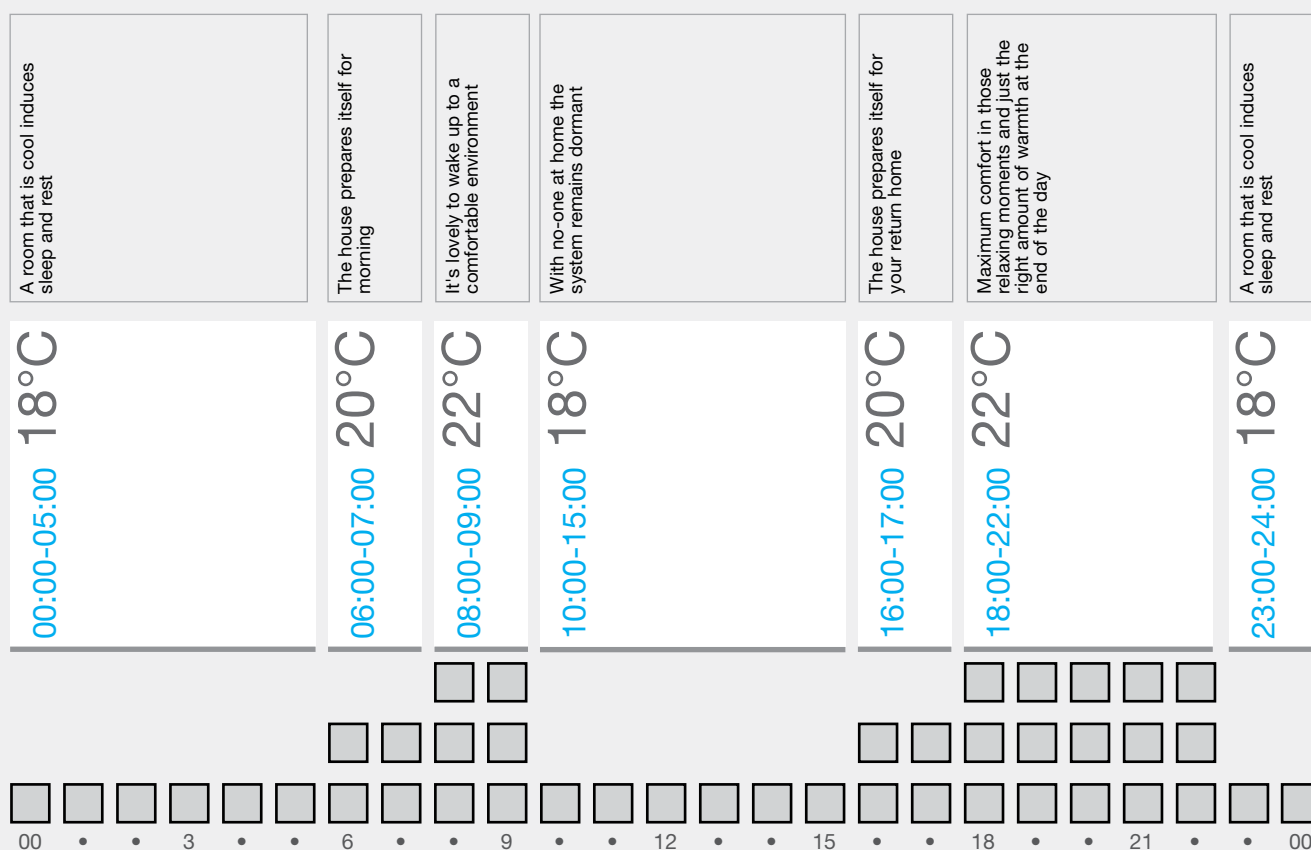 A room that is cool induces
sleep and rest
The house prepares itself for
morning
It's lovely to wake up to a
comfortable environment
With no-one at home the
system remains dormant
The house prepares itself for
your return home
Maximum comfort in those
relaxing moments and just the
right amount of warmth at the
end of the day
A room that is cool induces
sleep and rest
00:00-05:00 18°C
06:00-07:00 20°C
08:00-09:00 22°C
10:00-15:00 18°C
16:00-17:00 20°C
18:00-22:00 22°C
23:00-24:00 18°C
00 • • 3 • • 6 • • 9 • • 12 • • 15 • • 18 • • 21 • • 00